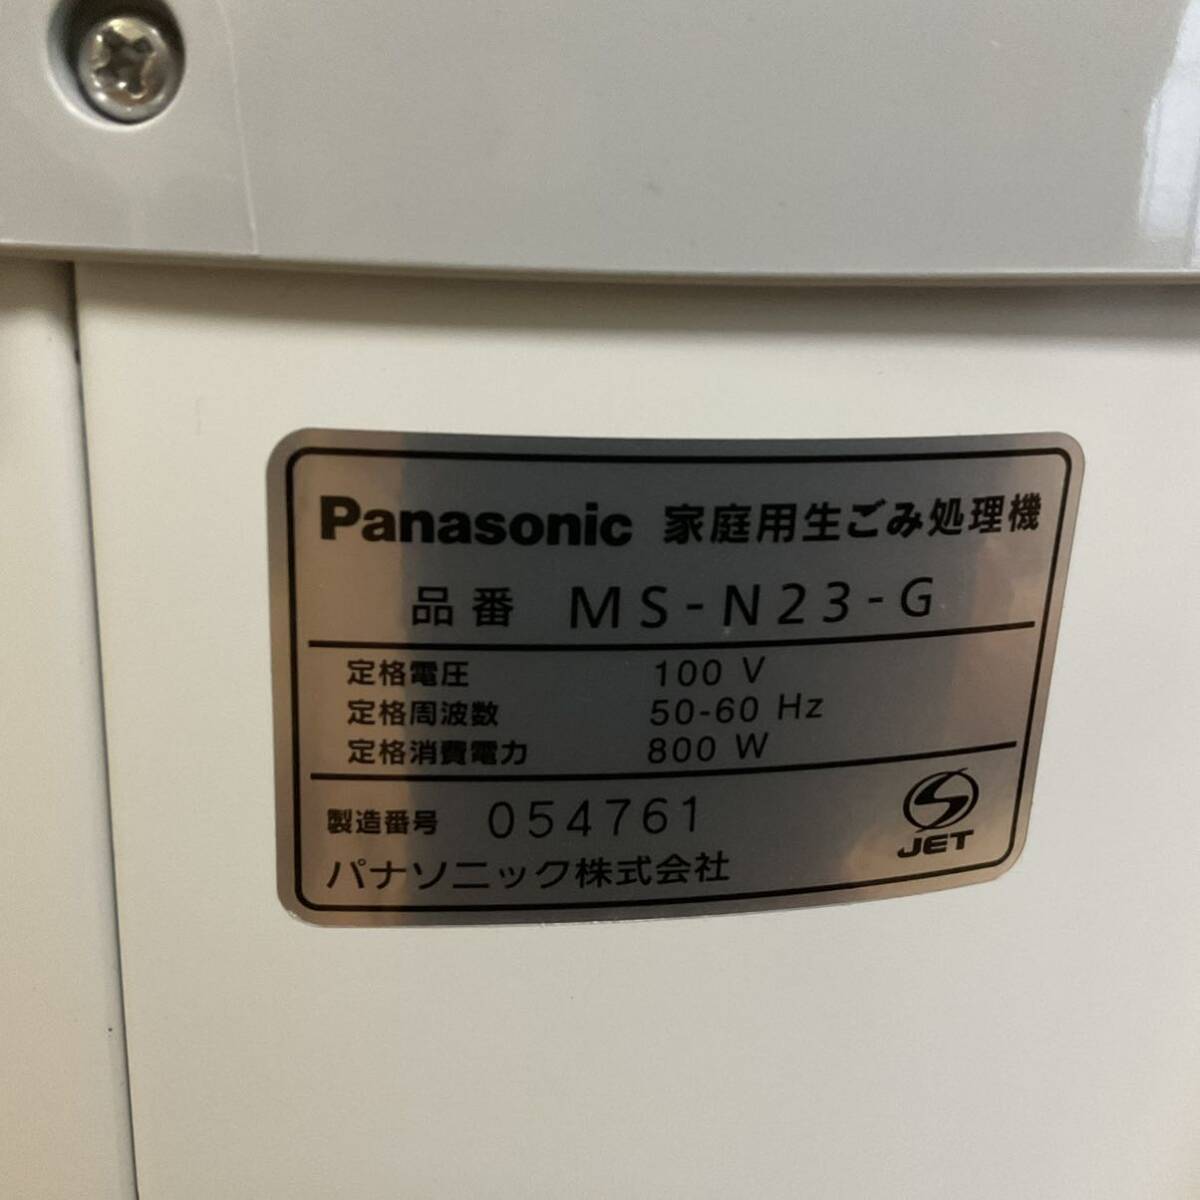 Panasonic 家庭用生ごみ処理機
品番 MS-N23-G
定格電圧 100 V
定格周波数 50-60 Hz
定格消費電力 800 W
製造番号 054761
パナソニック株式会社
S
JET